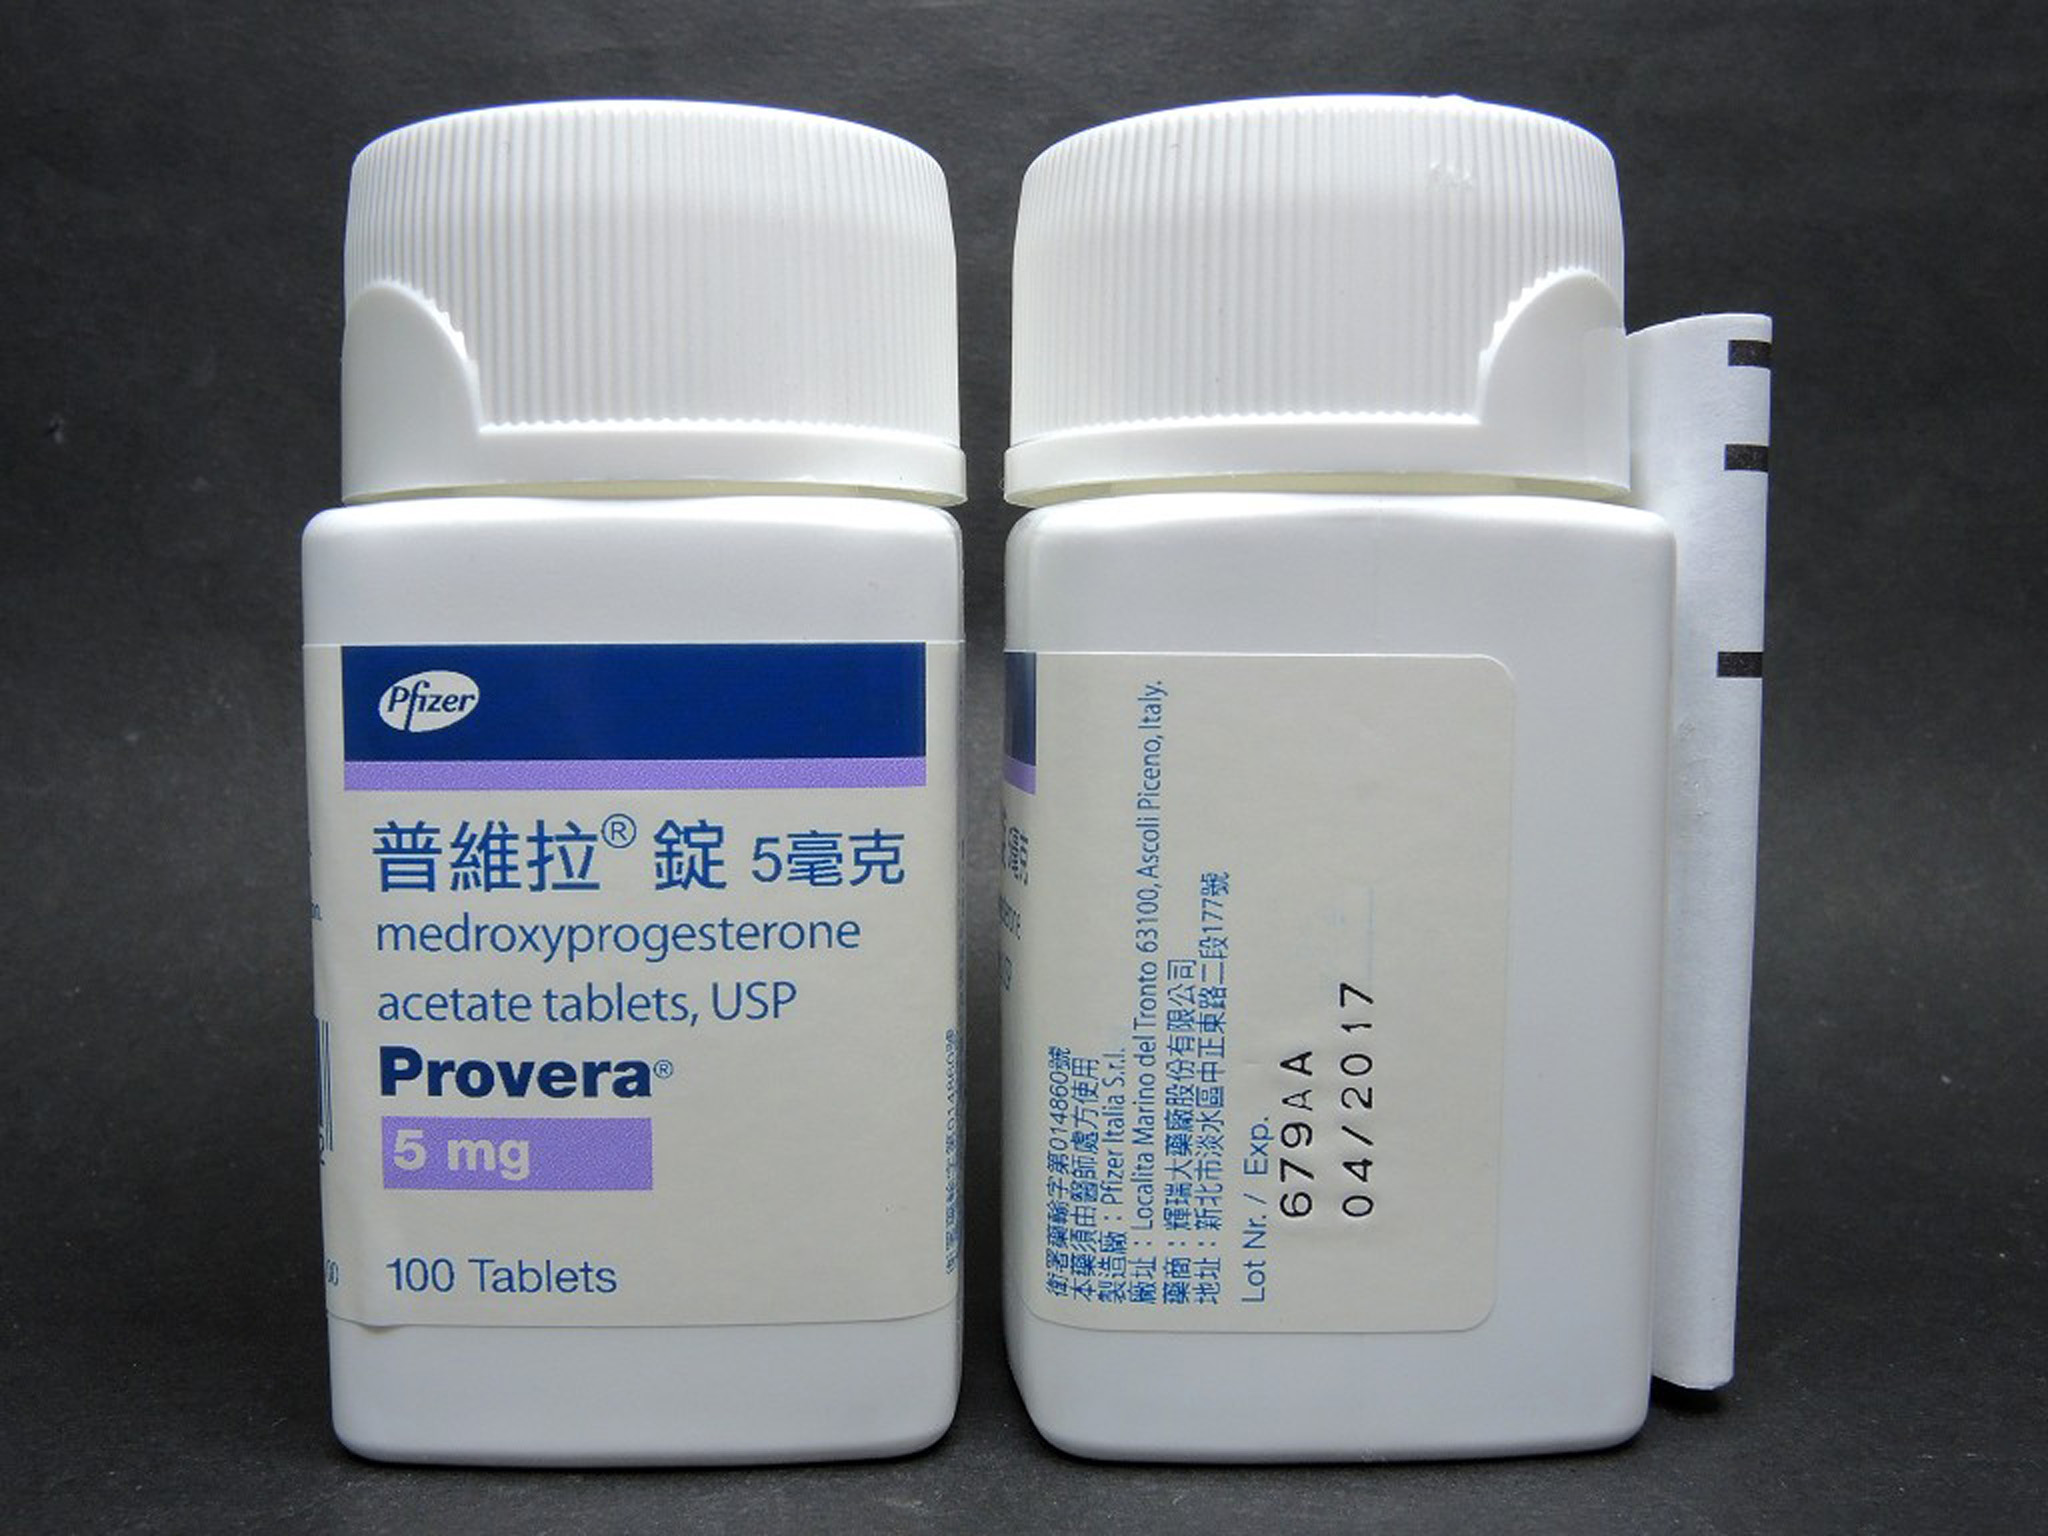 Pfizer
普維拉® 錠 5毫克
medroxyprogesterone
acetate tablets, USP
Provera®
5 mg
100 Tablets
衛署藥輸字第014860號
本藥須由醫師處方使用
製造廠：Pfizer Italia S.r.l.
廠址：Localita Marino del Tronto 63100, Ascoli Piceno, Italy.
藥商：輝瑞大藥廠股份有限公司
地址：新北市淡水區中正東路二段177號
Lot Nr. / Exp.
679AA
04/2017